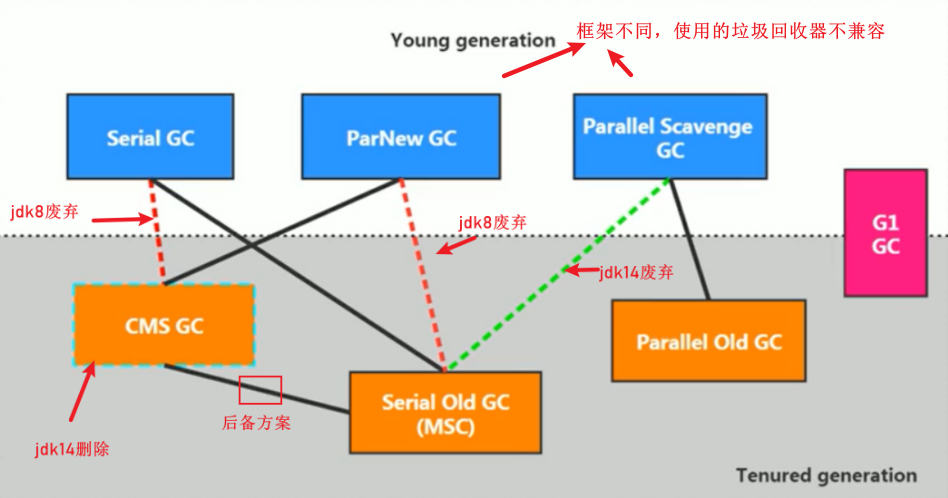 框架不同，使用的垃圾回收器不兼容
Young generation
Serial GC
ParNew GC
Parallel Scavenge
GC
jdk8废弃
jdk8废弃
G1
GC
jdk14废弃
CMS GC
Parallel Old GC
Serial Old GC
(MSC)
后备方案
jdk14删除
Tenured generation